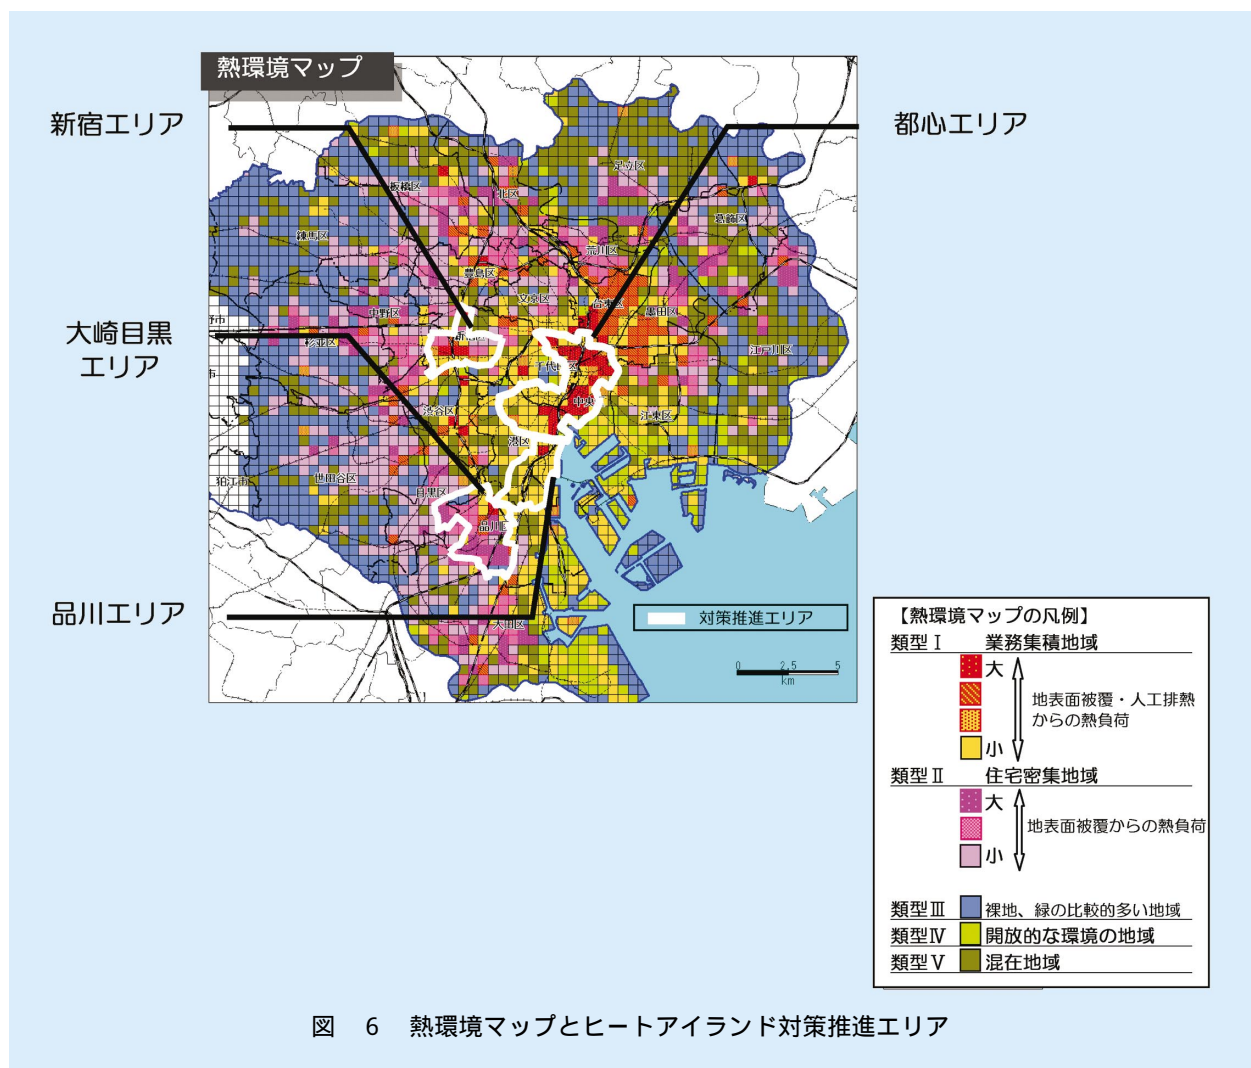 熱環境マップ
新宿エリア
都心エリア
足立区
板橋区
北区
葛飾区
練馬区
荒川区
豊島区
文京区
台東区
中野区
墨田区
杉並区
江戸川区
千代田区
中央
渋谷区
江東区
港区
世田谷区
狛江市
目黒区
品川
大田区
大崎目黒
エリア
品川エリア
対策推進エリア
0 2.5 5
km
【熱環境マップの凡例】
類型Ⅰ 業務集積地域
大
地表面被覆・人工排熱
からの熱負荷
小
類型Ⅱ 住宅密集地域
大
地表面被覆からの熱負荷
小
類型Ⅲ 裸地、緑の比較的多い地域
類型Ⅳ 開放的な環境の地域
類型Ⅴ 混在地域
図 6 熱環境マップとヒートアイランド対策推進エリア